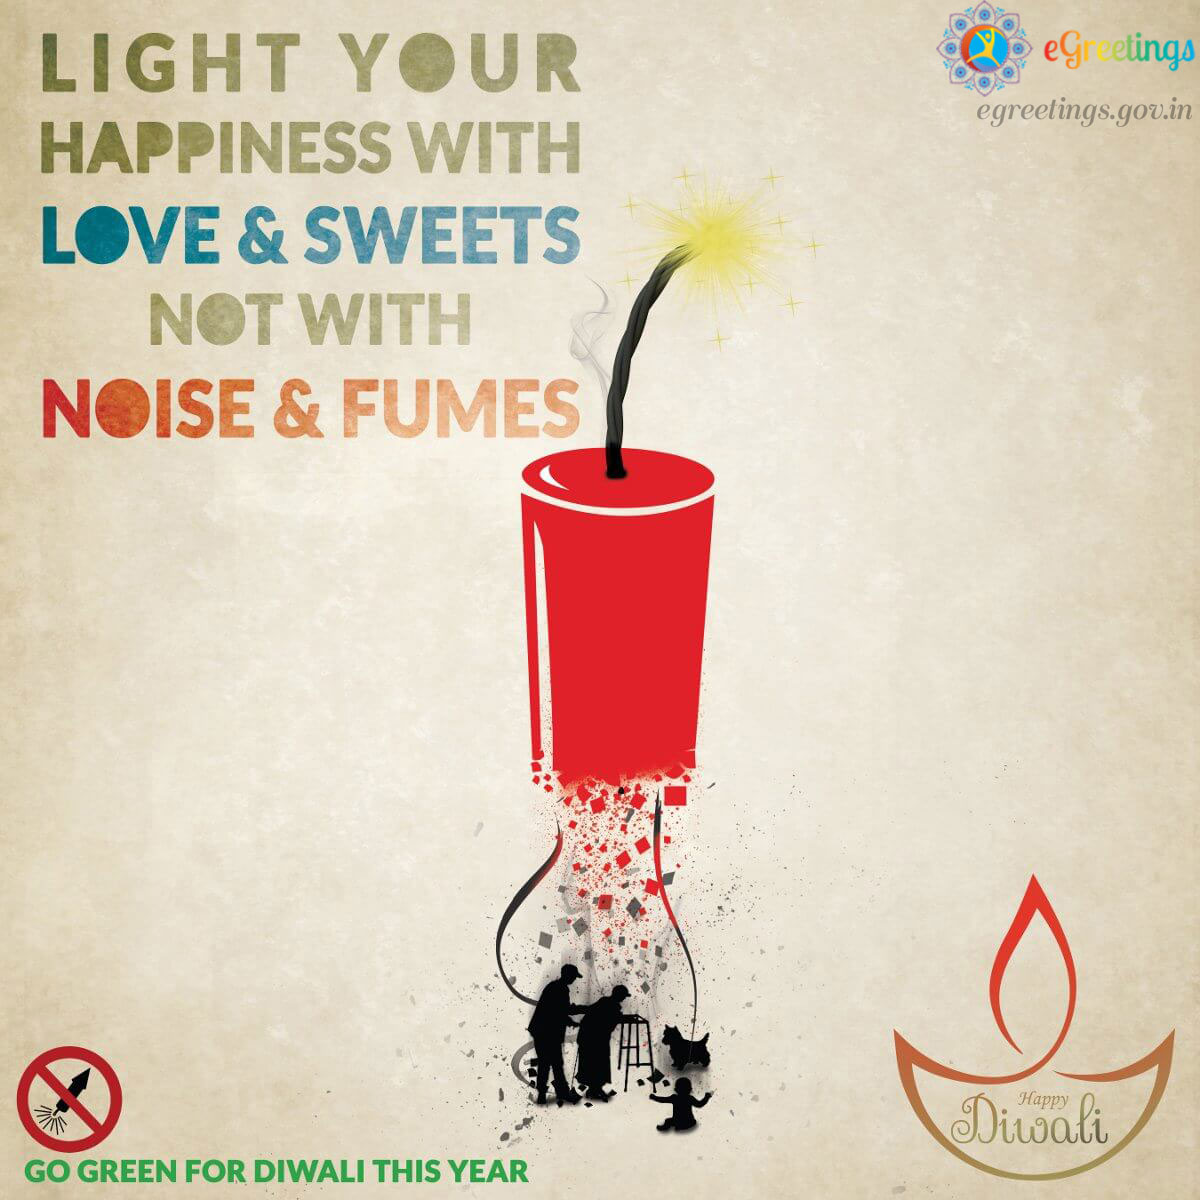 LIGHT YOUR
HAPPINESS WITH
LOVE & SWEETS
NOT WITH
NOISE & FUMES
eGreetings
egreetings.gov.in
Happy
Diwali
GO GREEN FOR DIWALI THIS YEAR